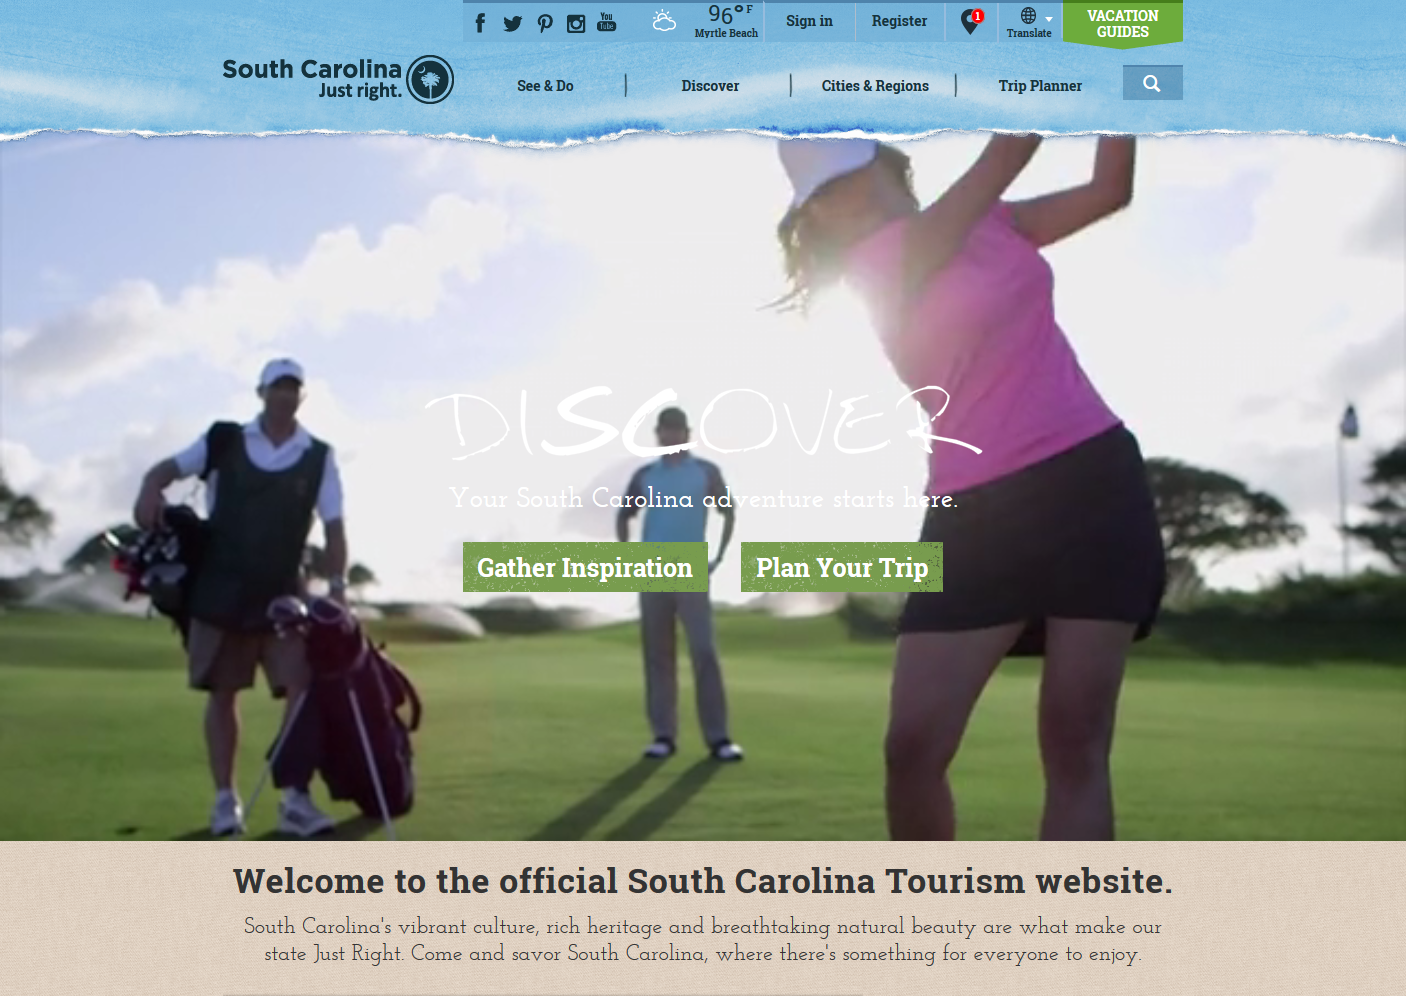 You
Tube
96° F
Myrtle Beach
Sign in
Register
1
Translate
VACATION
GUIDES
South Carolina
Just right.
See & Do
Discover
Cities & Regions
Trip Planner
DISCOVER
Your South Carolina adventure starts here.
Gather Inspiration
Plan Your Trip
Welcome to the official South Carolina Tourism website.
South Carolina's vibrant culture, rich heritage and breathtaking natural beauty are what make our
state Just Right. Come and savor South Carolina, where there's something for everyone to enjoy.